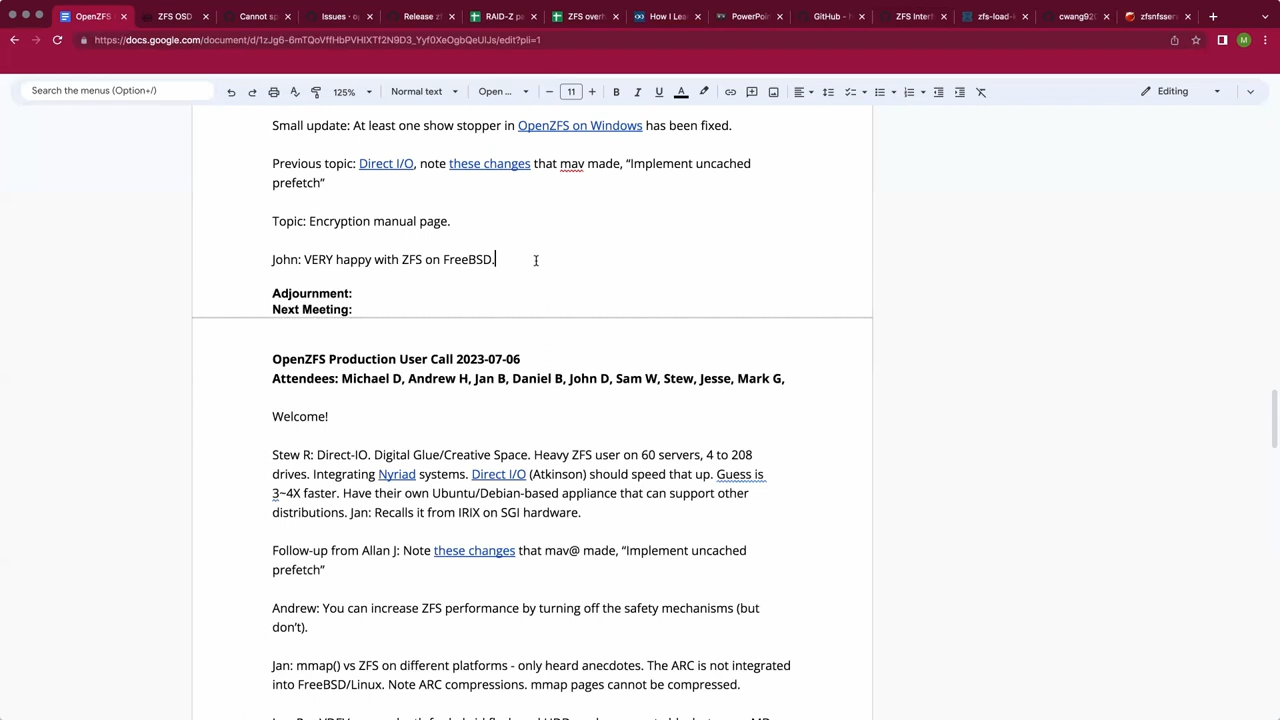 OpenZFS
ZFS OSD
Cannot sp
Issues · o
Release z
RAID-Z pa
ZFS overh
How I Lea
PowerPoin
GitHub - h
ZFS Interf
zfs-load-k
cwang92
zfsnfsserv
https://docs.google.com/document/d/1zJg6-6mTQoVffHbPVHIXTf2N9D3_Yyf0XeOgbQeUlJs/edit?pli=1
M
Search the menus (Option+/)
125%
Normal text
Open ...
11
Editing
Small update: At least one show stopper in OpenZFS on Windows has been fixed.
Previous topic: Direct I/O, note these changes that mav made, “Implement uncached
prefetch”
Topic: Encryption manual page.
John: VERY happy with ZFS on FreeBSD.
Adjournment:
Next Meeting:
OpenZFS Production User Call 2023-07-06
Attendees: Michael D, Andrew H, Jan B, Daniel B, John D, Sam W, Stew, Jesse, Mark G,
Welcome!
Stew R: Direct-IO. Digital Glue/Creative Space. Heavy ZFS user on 60 servers, 4 to 208
drives. Integrating Nyriad systems. Direct I/O (Atkinson) should speed that up. Guess is
3~4X faster. Have their own Ubuntu/Debian-based appliance that can support other
distributions. Jan: Recalls it from IRIX on SGI hardware.
Follow-up from Allan J: Note these changes that mav@ made, “Implement uncached
prefetch”
Andrew: You can increase ZFS performance by turning off the safety mechanisms (but
don’t).
Jan: mmap() vs ZFS on different platforms - only heard anecdotes. The ARC is not integrated
into FreeBSD/Linux. Note ARC compressions. mmap pages cannot be compressed.